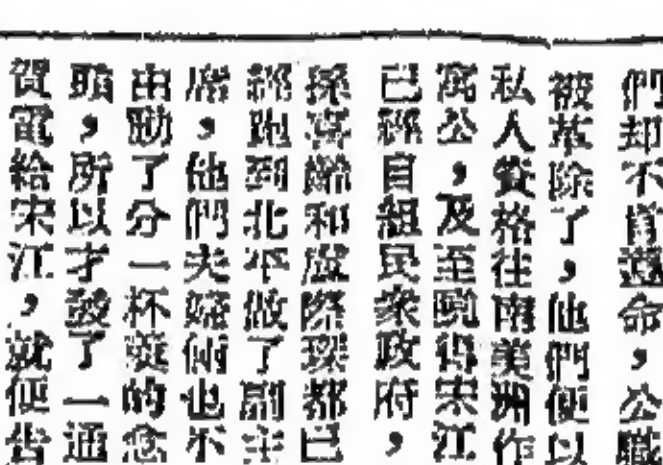 們却不肯遵命，公職
被革除了，他們便以
私人資格往南美洲作
寓公，及至曉得宋江
已經自組民衆政府，
孫寡嘴和盧際琛都已
經跑到北平做了副主
席，他們夫婦倆也不
由動了分一杯羹的念
頭，所以才發了一通
賀電給宋江，就便告